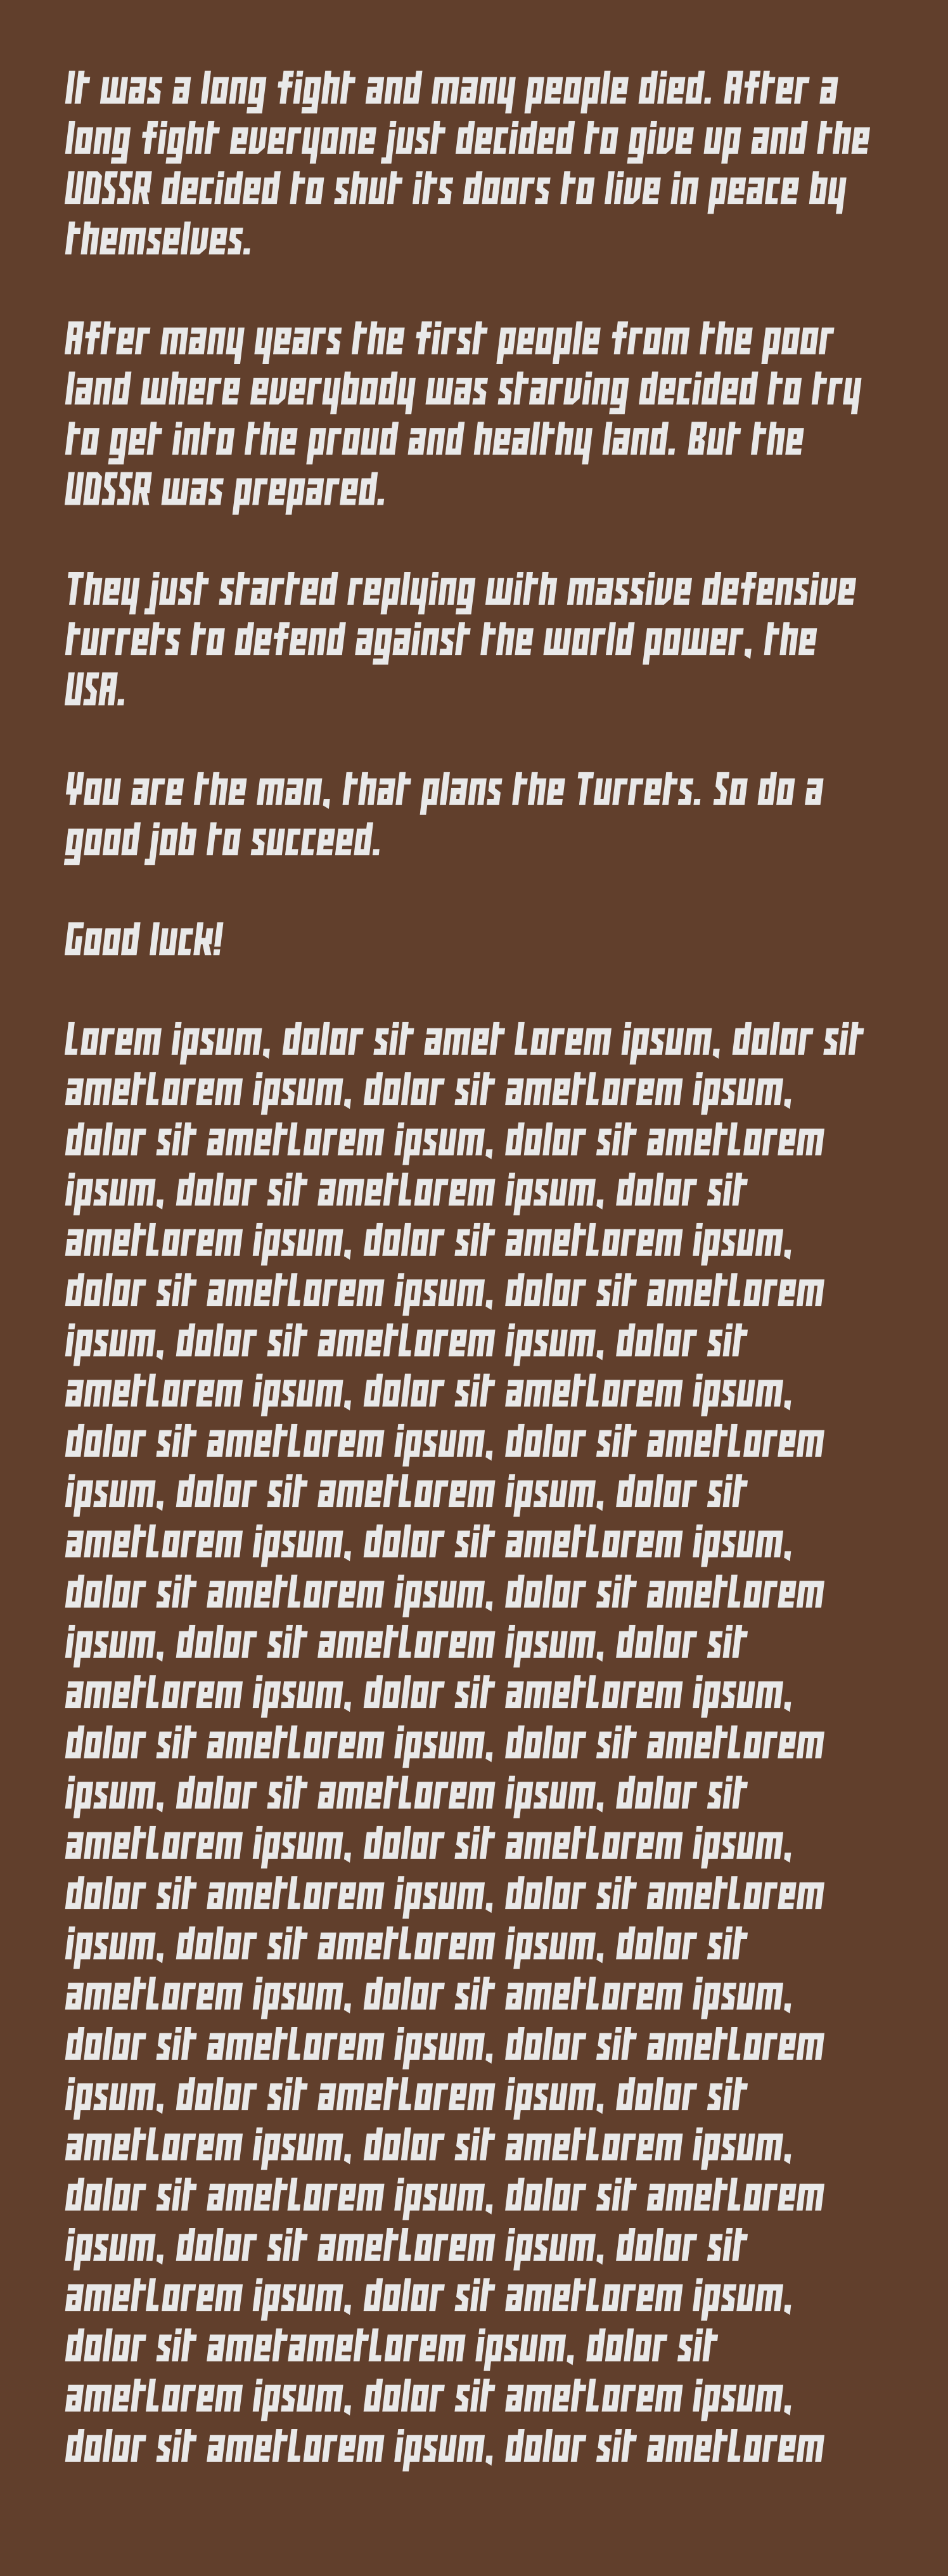 It was a long fight and many people died. After a
long fight everyone just decided to give up and the
UDSSR decided to shut its doors to live in peace by
themselves.
After many years the first people from the poor
land where everybody was starving decided to try
to get into the proud and healthy land. But the
UDSSR was prepared.
They just started replying with massive defensive
turrets to defend against the world power, the
USA.
You are the man, that plans the Turrets. So do a
good job to succeed.
Good luck!
Lorem ipsum, dolor sit amet Lorem ipsum, dolor sit
ametLorem ipsum, dolor sit ametLorem ipsum,
dolor sit ametLorem ipsum, dolor sit ametLorem
ipsum, dolor sit ametLorem ipsum, dolor sit
ametLorem ipsum, dolor sit ametLorem ipsum,
dolor sit ametLorem ipsum, dolor sit ametLorem
ipsum, dolor sit ametLorem ipsum, dolor sit
ametLorem ipsum, dolor sit ametLorem ipsum,
dolor sit ametLorem ipsum, dolor sit ametLorem
ipsum, dolor sit ametLorem ipsum, dolor sit
ametLorem ipsum, dolor sit ametLorem ipsum,
dolor sit ametLorem ipsum, dolor sit ametLorem
ipsum, dolor sit ametLorem ipsum, dolor sit
ametLorem ipsum, dolor sit ametLorem ipsum,
dolor sit ametLorem ipsum, dolor sit ametLorem
ipsum, dolor sit ametLorem ipsum, dolor sit
ametLorem ipsum, dolor sit ametLorem ipsum,
dolor sit ametLorem ipsum, dolor sit ametLorem
ipsum, dolor sit ametLorem ipsum, dolor sit
ametLorem ipsum, dolor sit ametLorem ipsum,
dolor sit ametLorem ipsum, dolor sit ametLorem
ipsum, dolor sit ametLorem ipsum, dolor sit
ametLorem ipsum, dolor sit ametLorem ipsum,
dolor sit ametLorem ipsum, dolor sit ametLorem
ipsum, dolor sit ametLorem ipsum, dolor sit
ametLorem ipsum, dolor sit ametLorem ipsum,
dolor sit ametametLorem ipsum, dolor sit
ametLorem ipsum, dolor sit ametLorem ipsum,
dolor sit ametLorem ipsum, dolor sit ametLorem